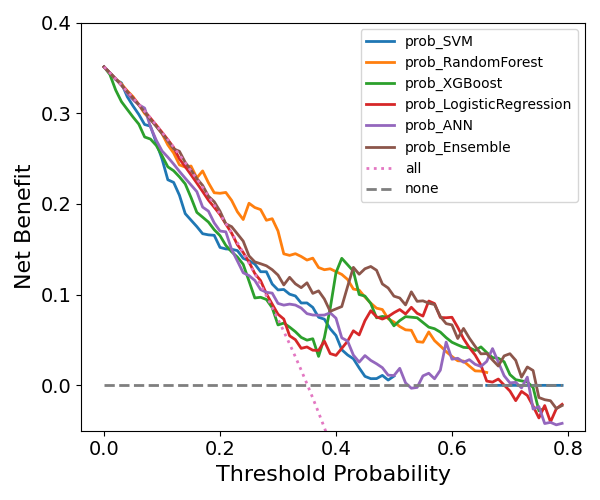 0.4
0.3
0.2
0.1
0.0
Net Benefit
prob_SVM
prob_RandomForest
prob_XGBoost
prob_LogisticRegression
prob_ANN
prob_Ensemble
all
none
0.0 0.2 0.4 0.6 0.8
Threshold Probability